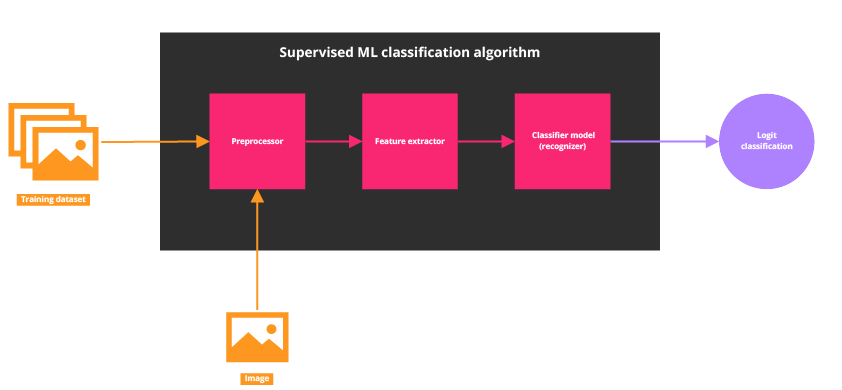 Supervised ML classification algorithm
Preprocessor
Feature extractor
Classifier model
(recognizer)
Logit
classification
Training dataset
Image